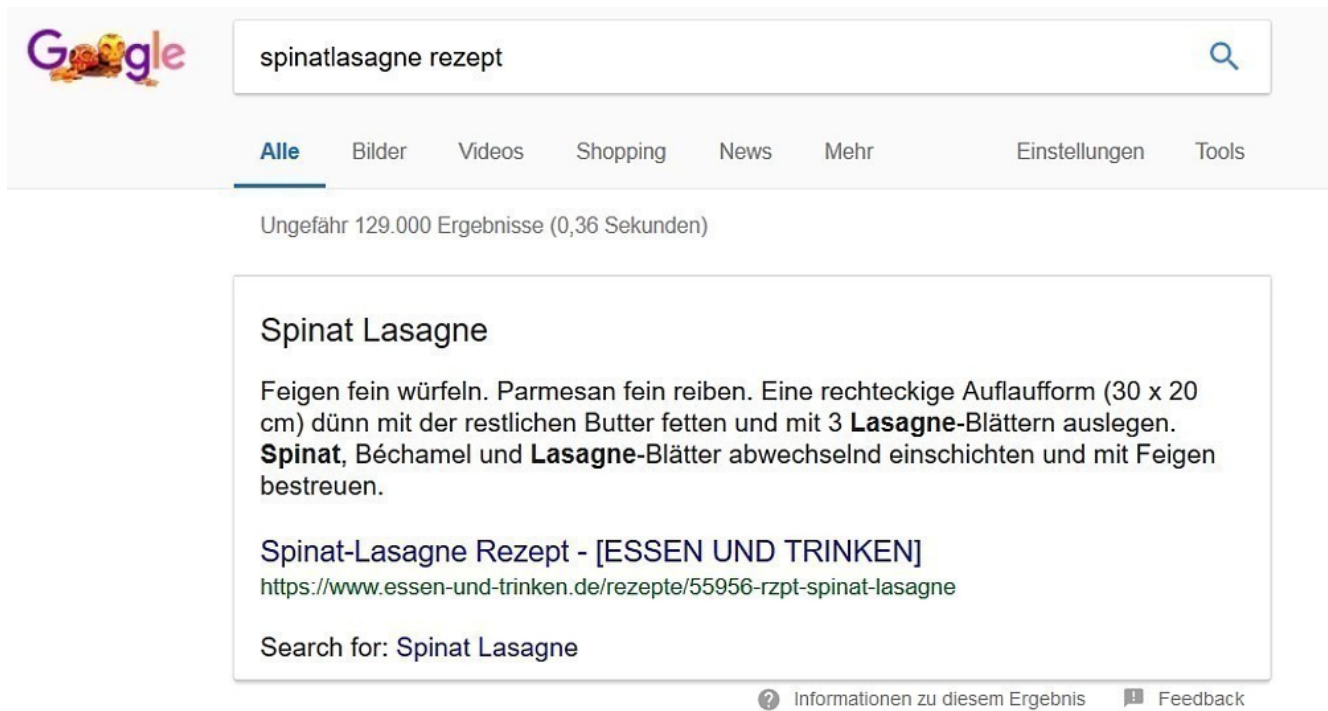 Google
spinatlasagne rezept
Alle Bilder Videos Shopping News Mehr Einstellungen Tools
Ungefähr 129.000 Ergebnisse (0,36 Sekunden)
Spinat Lasagne
Feigen fein würfeln. Parmesan fein reiben. Eine rechteckige Auflaufform (30 x 20
cm) dünn mit der restlichen Butter fetten und mit 3 Lasagne-Blättern auslegen.
Spinat, Béchamel und Lasagne-Blätter abwechselnd einschichten und mit Feigen
bestreuen.
Spinat-Lasagne Rezept - [ESSEN UND TRINKEN]
https://www.essen-und-trinken.de/rezepte/55956-rzpt-spinat-lasagne
Search for: Spinat Lasagne
Informationen zu diesem Ergebnis Feedback